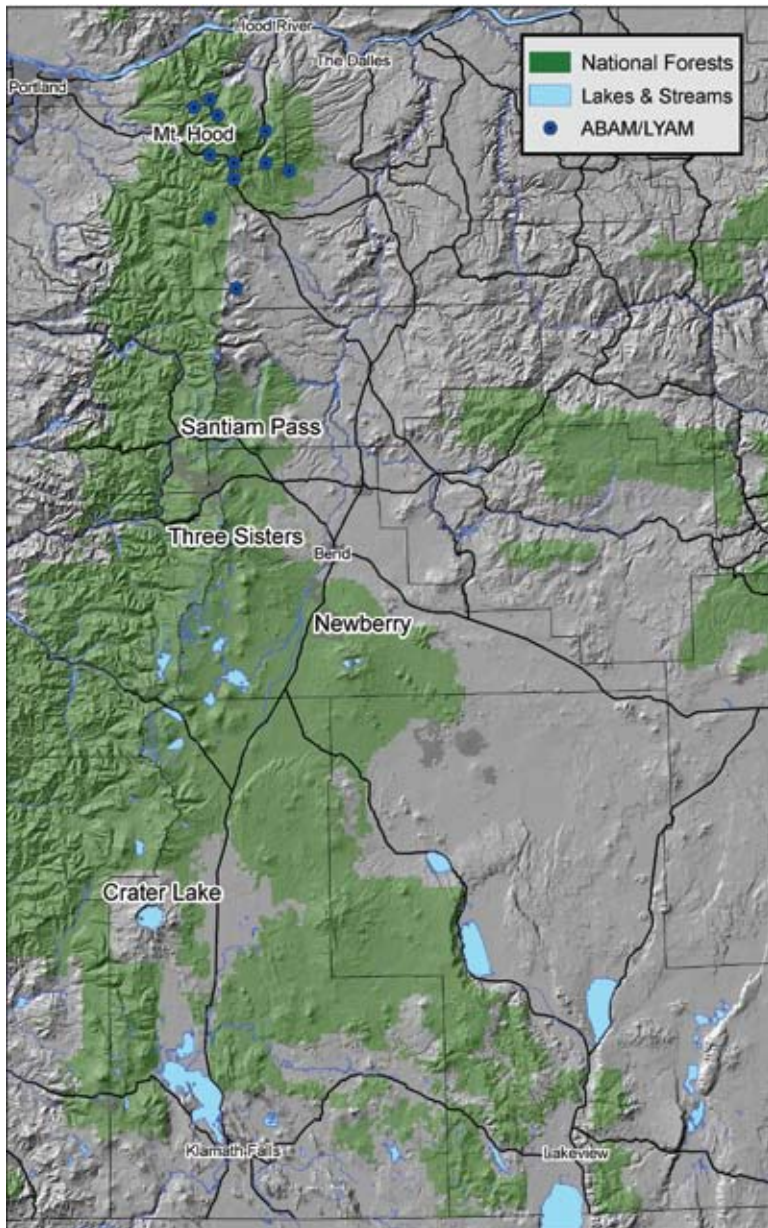 Hood River
The Dalles
Portland
Mt. Hood
National Forests
Lakes & Streams
ABAM/LYAM
Santiam Pass
Three Sisters
Bend
Newberry
Crater Lake
Klamath Falls
Lakeview